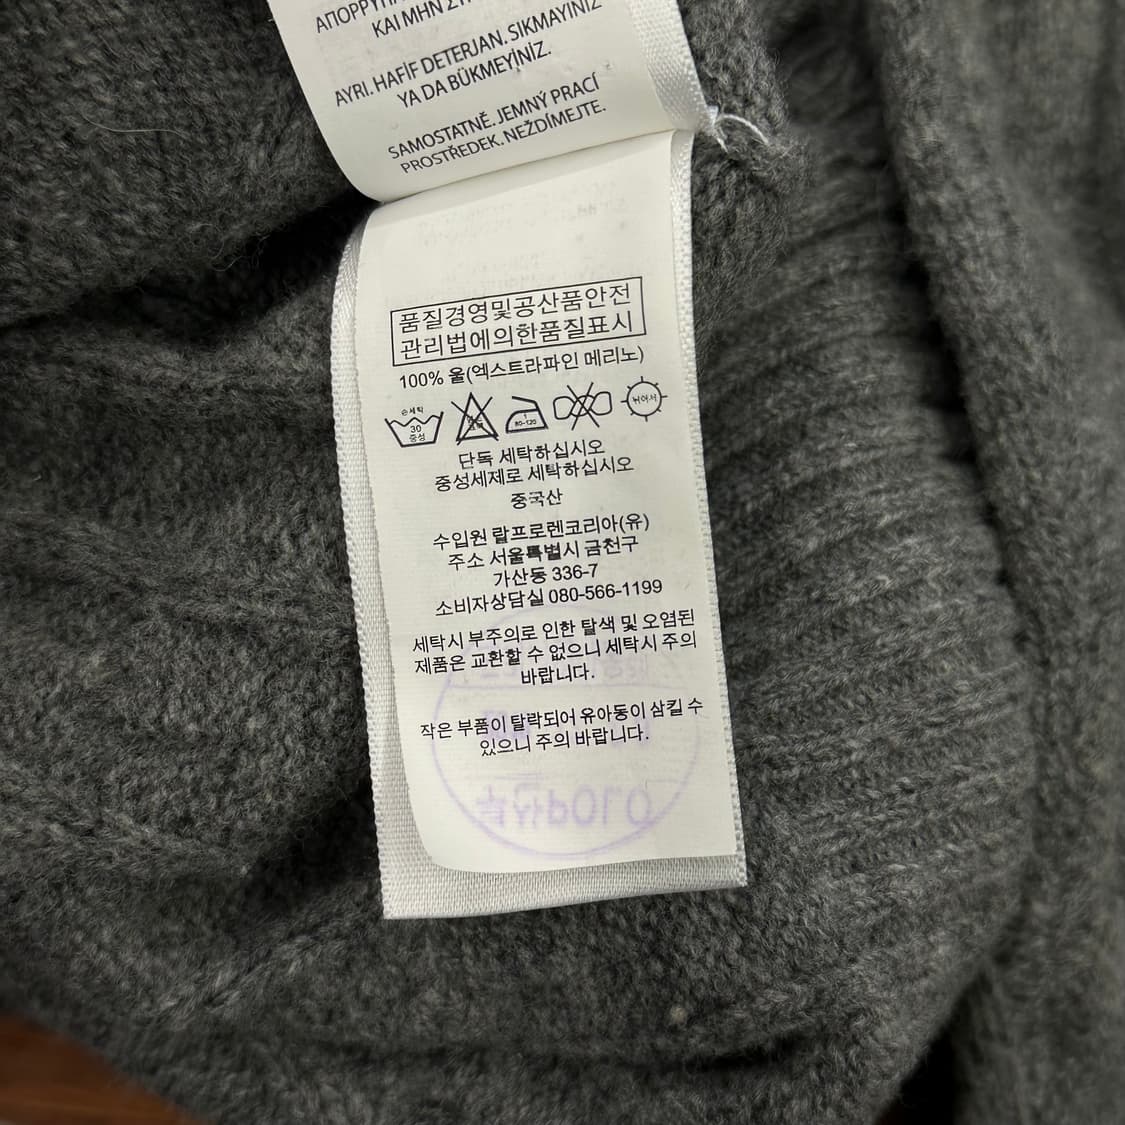 ΚΑΙ ΜΗΝ
AYRI. HAFİF DETERJAN. SIKMAYINIZ
YA DA BÜKMEYİNİZ.
SAMOSTATNĚ. JEMNÝ PRACÍ
PROSTŘEDEK. NEŽDÍMEJTE.
품질경영및공산품안전
관리법에의한품질표시
100% 울(엑스트라파인 메리노)
손세탁
30
중성
1
80-120
뉘어서
단독 세탁하십시오
중성세제로 세탁하십시오
중국산
수입원 랄프로렌코리아(유)
주소 서울특별시 금천구
가산동 336-7
소비자상담실 080-566-1199
세탁시 부주의로 인한 탈색 및 오염된
제품은 교환할 수 없으니 세탁시 주의
바랍니다.
작은 부품이 탈락되어 유아동이 삼킬 수
있으니 주의 바랍니다.